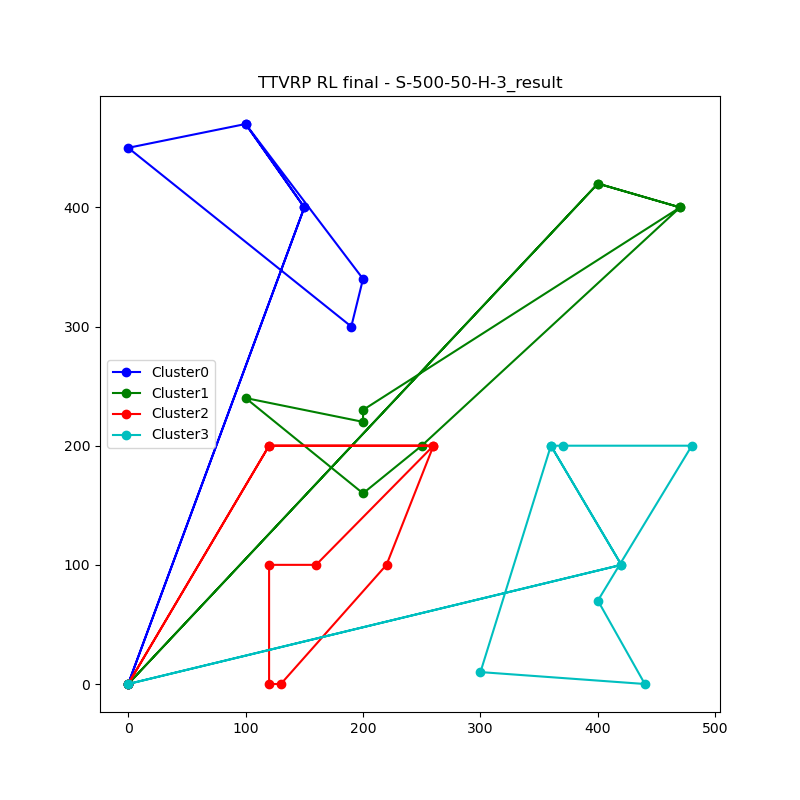 TTVRP RL final - S-500-50-H-3_result
400
300
200
100
0
Cluster0
Cluster1
Cluster2
Cluster3
0 100 200 300 400 500